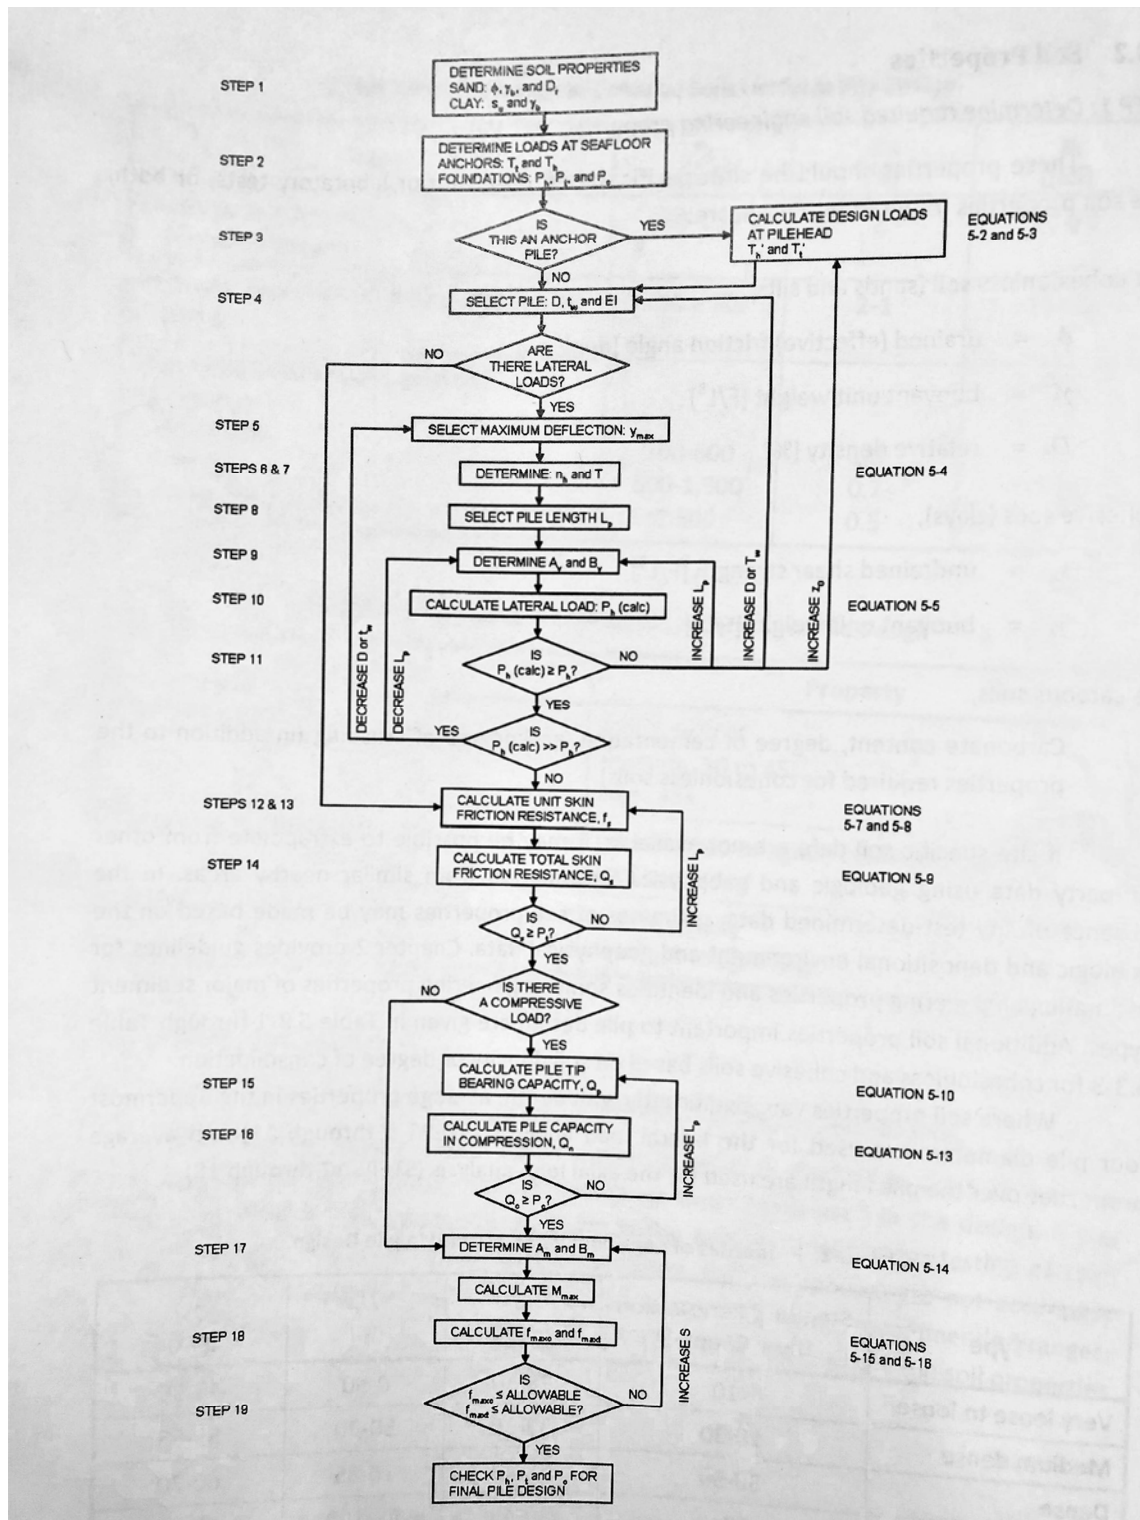 STEP 1
DETERMINE SOIL PROPERTIES
SAND: ϕ, γb, and Dr
CLAY: su and γb
STEP 2
DETERMINE LOADS AT SEAFLOOR
ANCHORS: Tt and Th
FOUNDATIONS: Ph, Pt, and Pc
STEP 3
IS
THIS AN ANCHOR
PILE?
YES
CALCULATE DESIGN LOADS
AT PILEHEAD
Th' and Tt'
EQUATIONS
5-2 and 5-3
NO
STEP 4
SELECT PILE: D, tw and EI
NO
ARE
THERE LATERAL
LOADS?
YES
STEP 5
SELECT MAXIMUM DEFLECTION: ymax
STEPS 6 & 7
DETERMINE: nh and T
EQUATION 5-4
STEP 8
SELECT PILE LENGTH Lp
STEP 9
DETERMINE Ay and By
STEP 10
CALCULATE LATERAL LOAD: Ph (calc)
EQUATION 5-5
INCREASE Lp
INCREASE D or Tw
INCREASE zp
STEP 11
IS
Ph (calc) ≥ Ph?
NO
DECREASE D or tw
DECREASE Lp
YES
YES
IS
Ph (calc) >> Ph?
NO
STEPS 12 & 13
CALCULATE UNIT SKIN
FRICTION RESISTANCE, fs
EQUATIONS
5-7 and 5-8
STEP 14
CALCULATE TOTAL SKIN
FRICTION RESISTANCE, Qs
EQUATION 5-9
INCREASE Lp
IS
Qs ≥ Pt?
NO
YES
NO
IS THERE
A COMPRESSIVE
LOAD?
YES
STEP 15
CALCULATE PILE TIP
BEARING CAPACITY, Qp
EQUATION 5-10
STEP 16
CALCULATE PILE CAPACITY
IN COMPRESSION, Qn
EQUATION 5-13
INCREASE Lp
IS
Qc ≥ Pc?
NO
YES
STEP 17
DETERMINE Am and Bm
EQUATION 5-14
CALCULATE Mmax
STEP 18
CALCULATE fmaxc and fmaxt
EQUATIONS
5-15 and 5-16
INCREASE S
STEP 19
IS
fmaxc ≤ ALLOWABLE
fmaxt ≤ ALLOWABLE?
NO
YES
CHECK Ph, Pt and Pc FOR
FINAL PILE DESIGN